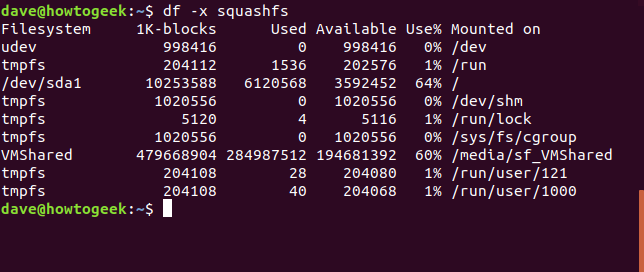 dave@howtogeek:~$ df -x squashfs
Filesystem     1K-blocks      Used Available Use% Mounted on
udev              998416         0    998416   0% /dev
tmpfs             204112      1536    202576   1% /run
/dev/sda1       10253588   6120568   3592452  64% /
tmpfs            1020556         0   1020556   0% /dev/shm
tmpfs               5120         4      5116   1% /run/lock
tmpfs            1020556         0   1020556   0% /sys/fs/cgroup
VMShared       479668904 284987512 194681392  60% /media/sf_VMShared
tmpfs             204108        28    204080   1% /run/user/121
tmpfs             204108        40    204068   1% /run/user/1000
dave@howtogeek:~$